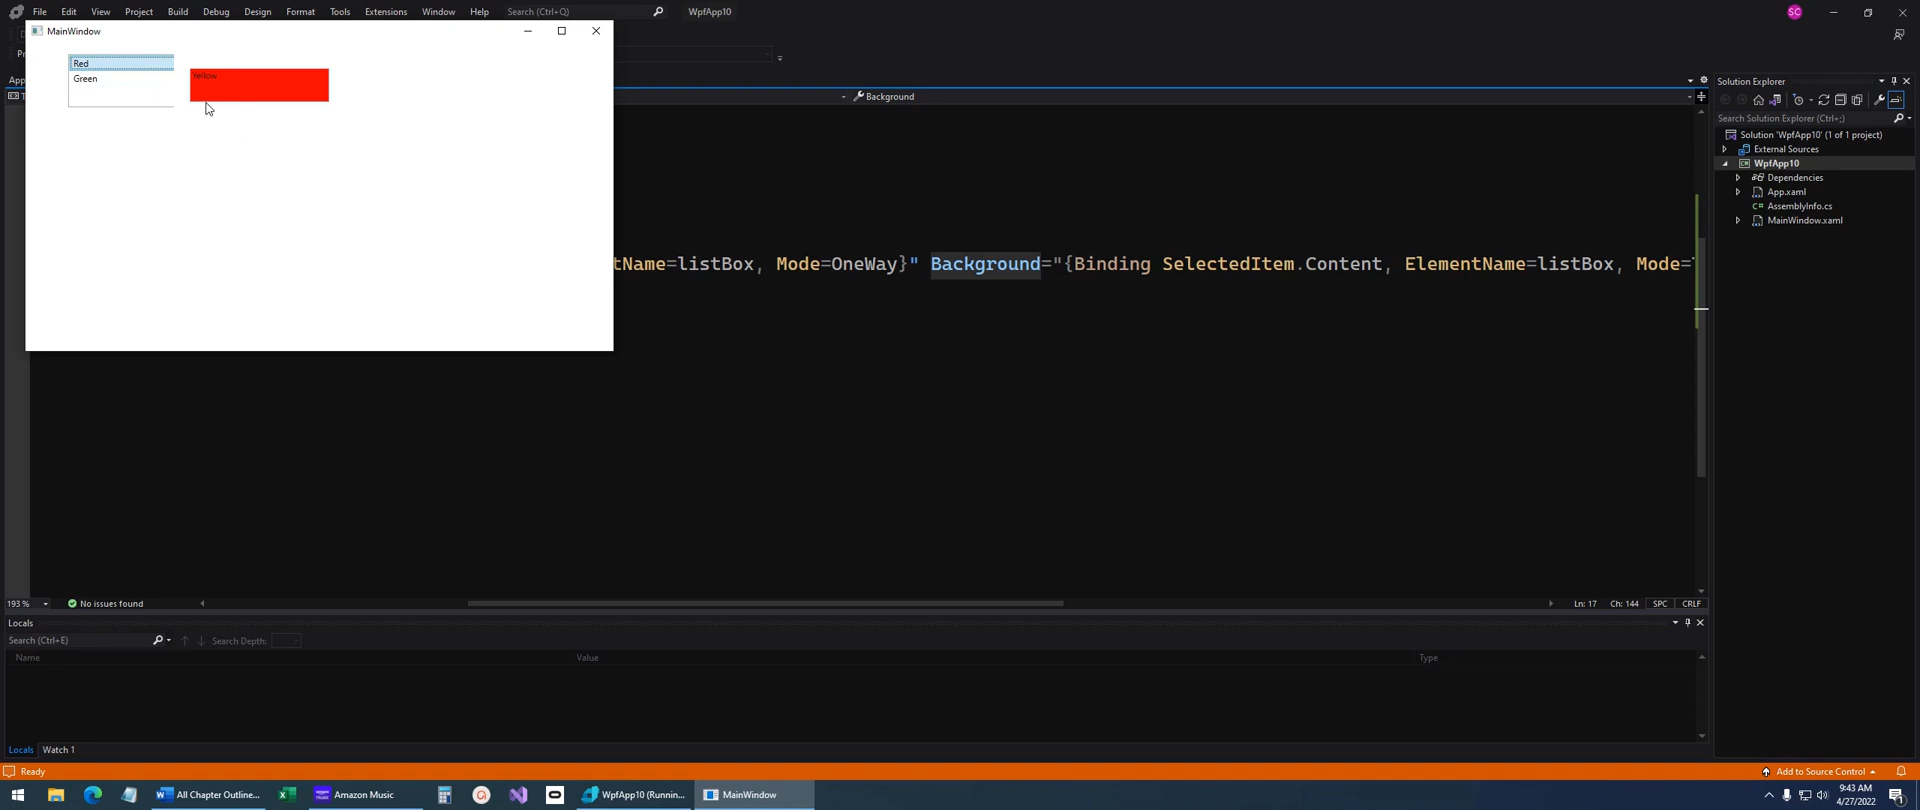 File Edit View Project Build Debug Design Format Tools Extensions Window Help Search (Ctrl+Q) WpfApp10 SC
MainWindow
Red
Green
Yellow
Pr
App
Background
tName=listBox, Mode=OneWay}" Background="{Binding SelectedItem.Content, ElementName=listBox, Mode=
193 % No issues found Ln: 17 Ch: 144 SPC CRLF
Locals
Search (Ctrl+E) Search Depth:
Name Value Type
Locals Watch 1
Solution Explorer
Search Solution Explorer (Ctrl+;)
Solution 'WpfApp10' (1 of 1 project)
External Sources
WpfApp10
Dependencies
App.xaml
C# AssemblyInfo.cs
MainWindow.xaml
Ready Add to Source Control
All Chapter Outline... Amazon Music WpfApp10 (Runnin... MainWindow
9:43 AM
4/27/2022